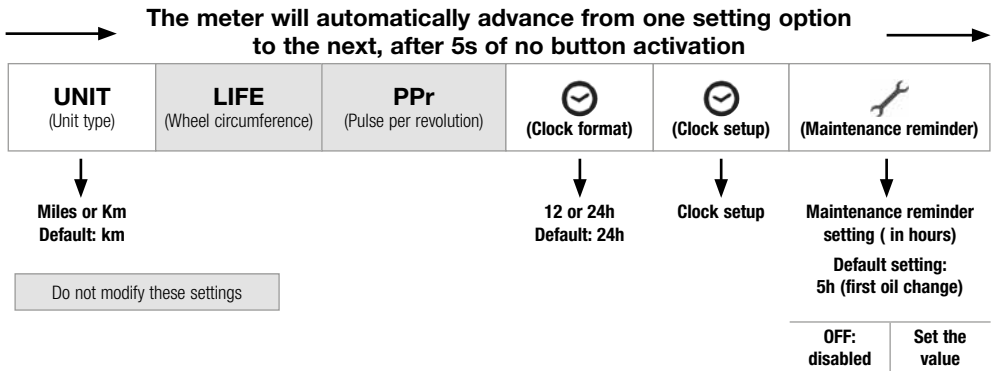 The meter will automatically advance from one setting option
to the next, after 5s of no button activation
UNIT
(Unit type)
LIFE
(Wheel circumference)
PPr
(Pulse per revolution)
(Clock format)
(Clock setup)
(Maintenance reminder)
Miles or Km
Default: km
12 or 24h
Default: 24h
Clock setup
Maintenance reminder
setting ( in hours)
Default setting:
5h (first oil change)
Do not modify these settings
OFF:
disabled
Set the
value